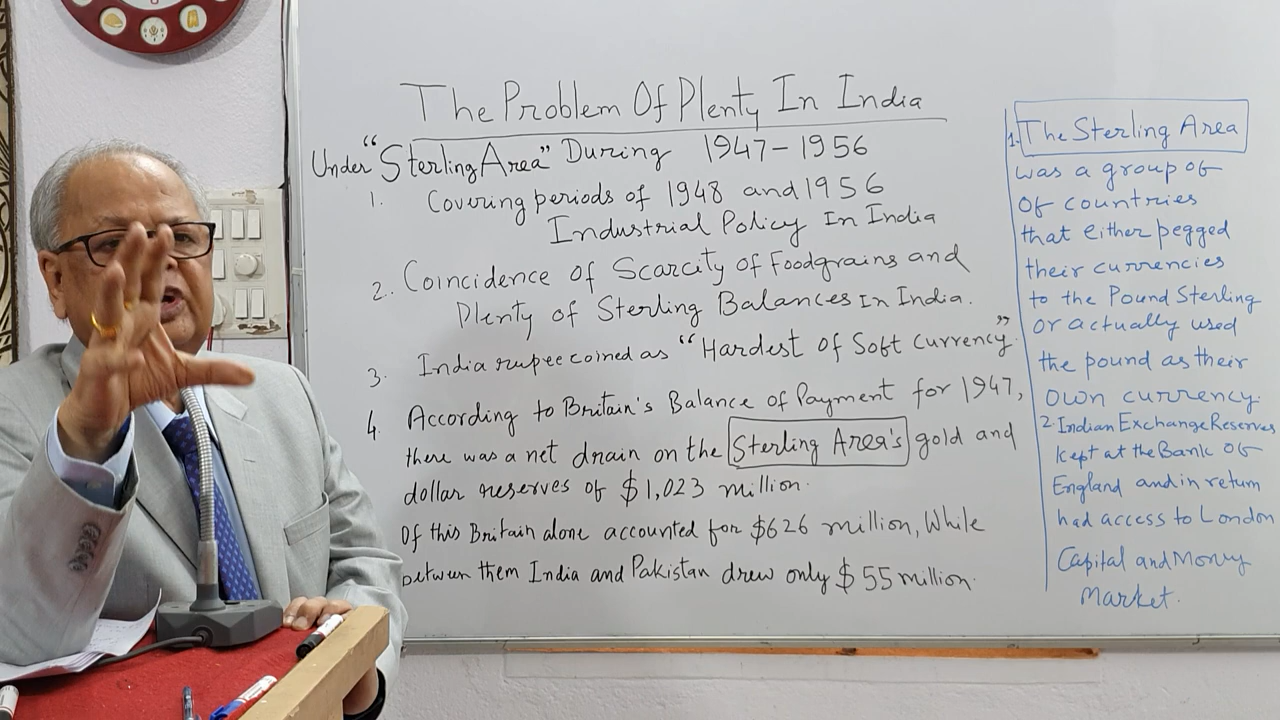 The Problem Of Plenty In India
Under "Sterling Area" During 1947-1956
1. Covering periods of 1948 and 1956
Industrial Policy In India
2. Coincidence of Scarcity of Foodgrains and
Plenty of Sterling Balances In India.
3. India rupee coined as "Hardest of Soft Currency"
4. According to Britain's Balance of Payment for 1947,
there was a net drain on the Sterling Area's gold and
dollar reserves of $1,023 million.
Of this Britain alone accounted for $626 million, While
between them India and Pakistan drew only $55 million.
1. The Sterling Area
was a group of
of countries
that either pegged
their currencies
to the Pound Sterling
or actually used
the pound as their
own currency.
2. Indian Exchange Reserves
kept at the Bank of
England and in return
had access to London
Capital and Money
Market.